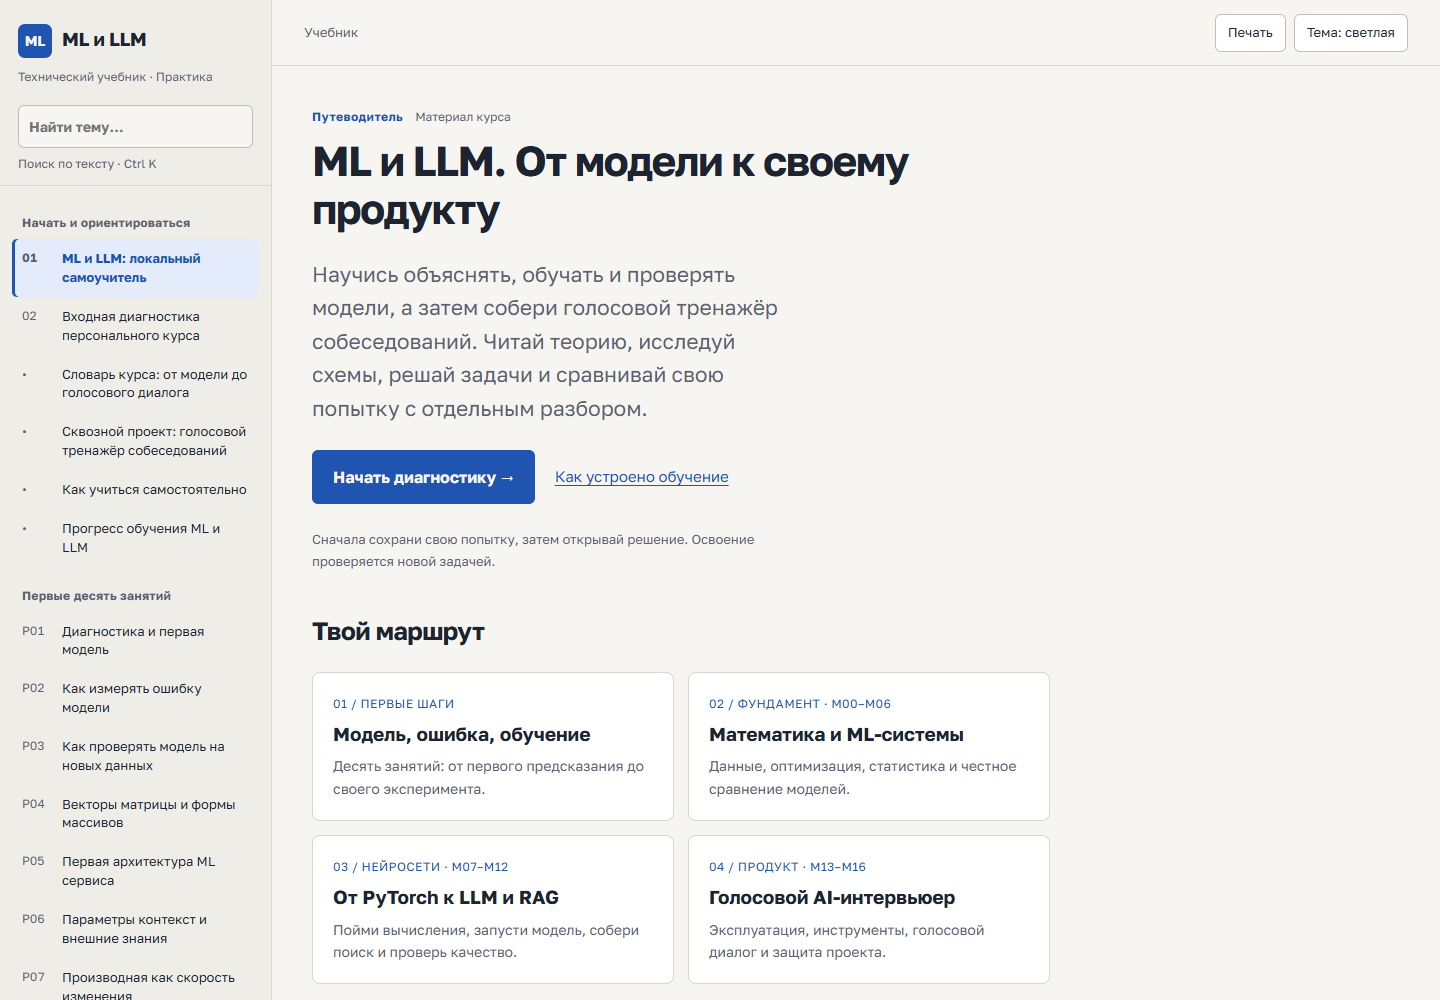 ML
ML и LLM
Технический учебник · Практика
Найти тему...
Поиск по тексту · Ctrl K
Начать и ориентироваться
01 ML и LLM: локальный
самоучитель
02 Входная диагностика
персонального курса
• Словарь курса: от модели до
голосового диалога
• Сквозной проект: голосовой
тренажёр собеседований
• Как учиться самостоятельно
• Прогресс обучения ML и
LLM
Первые десять занятий
P01 Диагностика и первая
модель
P02 Как измерять ошибку
модели
P03 Как проверять модель на
новых данных
P04 Векторы матрицы и формы
массивов
P05 Первая архитектура ML
сервиса
P06 Параметры контекст и
внешние знания
P07 Производная как скорость
изменения
Учебник
Печать
Тема: светлая
Путеводитель Материал курса
ML и LLM. От модели к своему
продукту
Научись объяснять, обучать и проверять
модели, а затем собери голосовой тренажёр
собеседований. Читай теорию, исследуй
схемы, решай задачи и сравнивай свою
попытку с отдельным разбором.
Начать диагностику →
Как устроено обучение
Сначала сохрани свою попытку, затем открывай решение. Освоение
проверяется новой задачей.
Твой маршрут
01 / ПЕРВЫЕ ШАГИ
Модель, ошибка, обучение
Десять занятий: от первого предсказания до
своего эксперимента.
02 / ФУНДАМЕНТ · M00–M06
Математика и ML-системы
Данные, оптимизация, статистика и честное
сравнение моделей.
03 / НЕЙРОСЕТИ · M07–M12
От PyTorch к LLM и RAG
Пойми вычисления, запусти модель, собери
поиск и проверь качество.
04 / ПРОДУКТ · M13–M16
Голосовой AI-интервьюер
Эксплуатация, инструменты, голосовой
диалог и защита проекта.